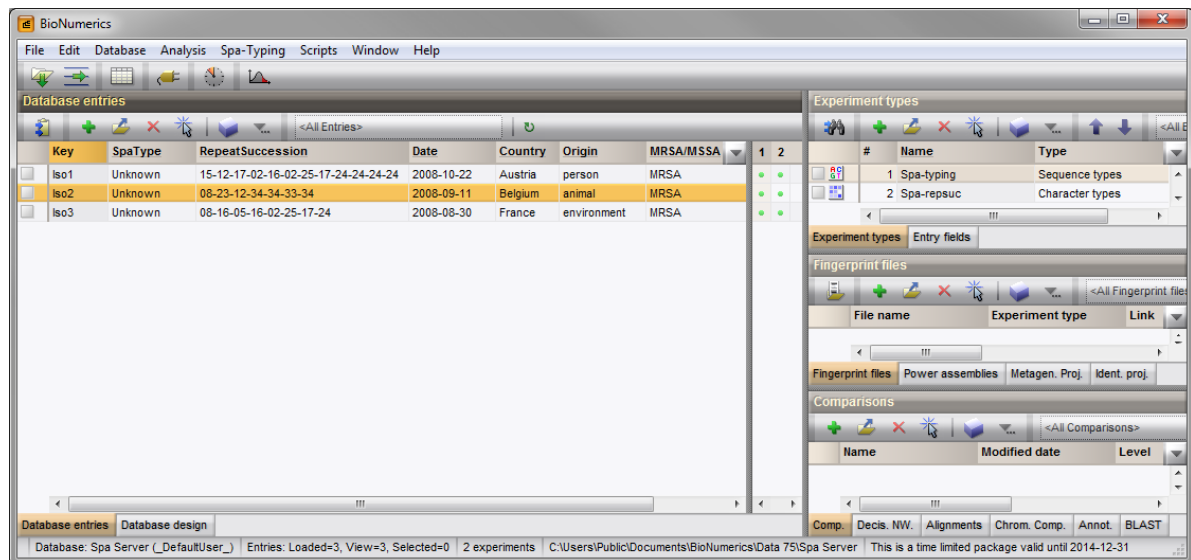 BioNumerics
File Edit Database Analysis Spa-Typing Scripts Window Help
Database entries
<All Entries>
Key SpaType RepeatSuccession Date Country Origin MRSA/MSSA 1 2
Iso1 Unknown 15-12-17-02-16-02-25-17-24-24-24-24 2008-10-22 Austria person MRSA
Iso2 Unknown 08-23-12-34-34-33-34 2008-09-11 Belgium animal MRSA
Iso3 Unknown 08-16-05-16-02-25-17-24 2008-08-30 France environment MRSA
Database entries Database design
Experiment types
<All E
# Name Type
1 Spa-typing Sequence types
2 Spa-repsuc Character types
Experiment types Entry fields
Fingerprint files
<All Fingerprint files
File name Experiment type Link
Fingerprint files Power assemblies Metagen. Proj. Ident. proj.
Comparisons
<All Comparisons>
Name Modified date Level
Comp. Decis. NW. Alignments Chrom. Comp. Annot. BLAST
Database: Spa Server (_DefaultUser_) Entries: Loaded=3, View=3, Selected=0 2 experiments C:\Users\Public\Documents\BioNumerics\Data 75\Spa Server This is a time limited package valid until 2014-12-31